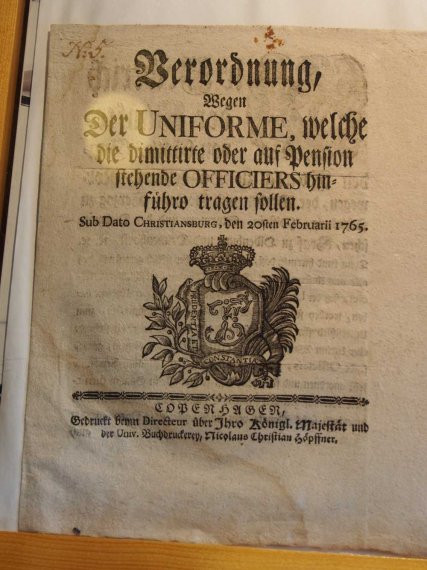 No. 5.
Verordnung,
Wegen
Der UNIFORME, welche
die dimittirte oder auf Pension
stehende OFFICIERS hin-
führo tragen sollen.
Sub Dato CHRISTIANSBURG, den 20sten Februarii 1765.
CONSTANTIA
COPENHAGEN,
Gedruckt beym Directeur über Ihro Königl. Majestät und
der Univ. Buchdruckerey, Nicolaus Christian Höpffner.